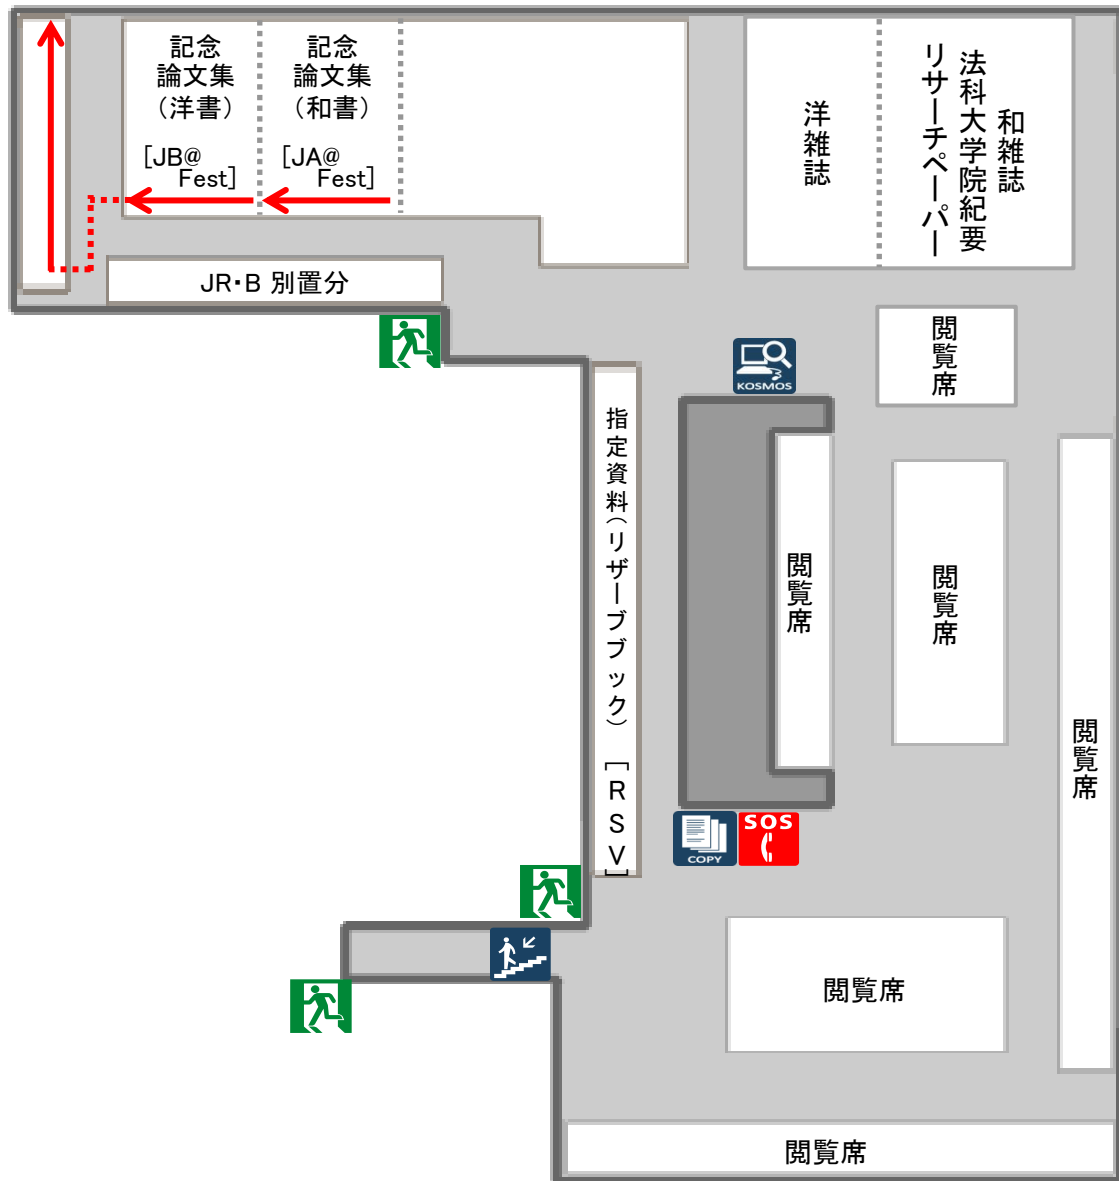 記念
論文集
（洋書）
[JB@
Fest]
記念
論文集
（和書）
[JA@
Fest]
洋雑誌
和雑誌
法科大学院紀要
リサーチペーパー
JR・B 別置分
閲覧席
KOSMOS
指定資料（リザーブブック） [RSV]
閲覧席
閲覧席
閲覧席
COPY
SOS
閲覧席
閲覧席